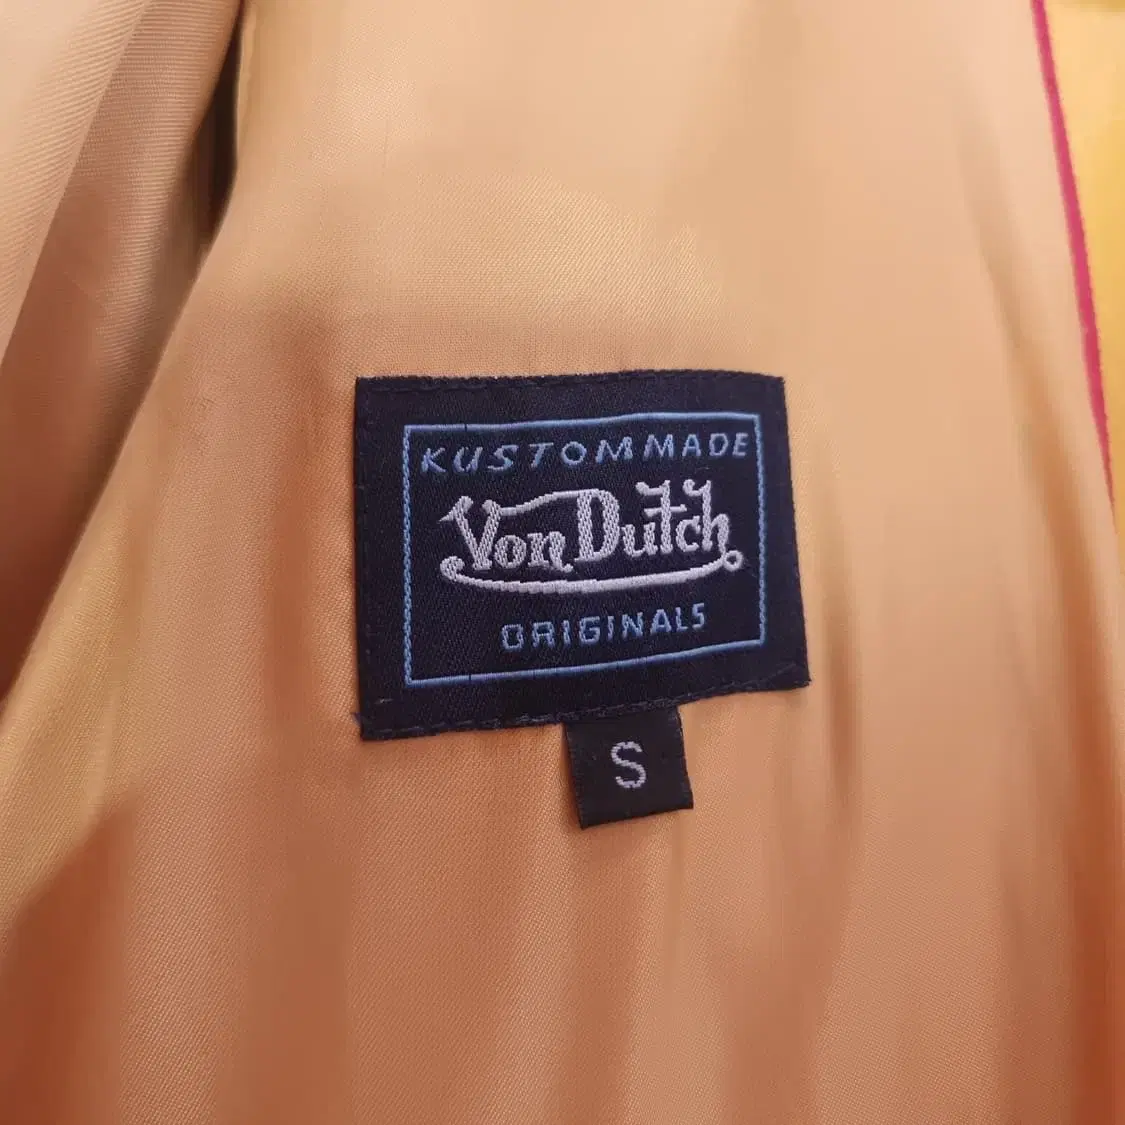 KUSTOMMADE
Von Dutch
ORIGINALS
S